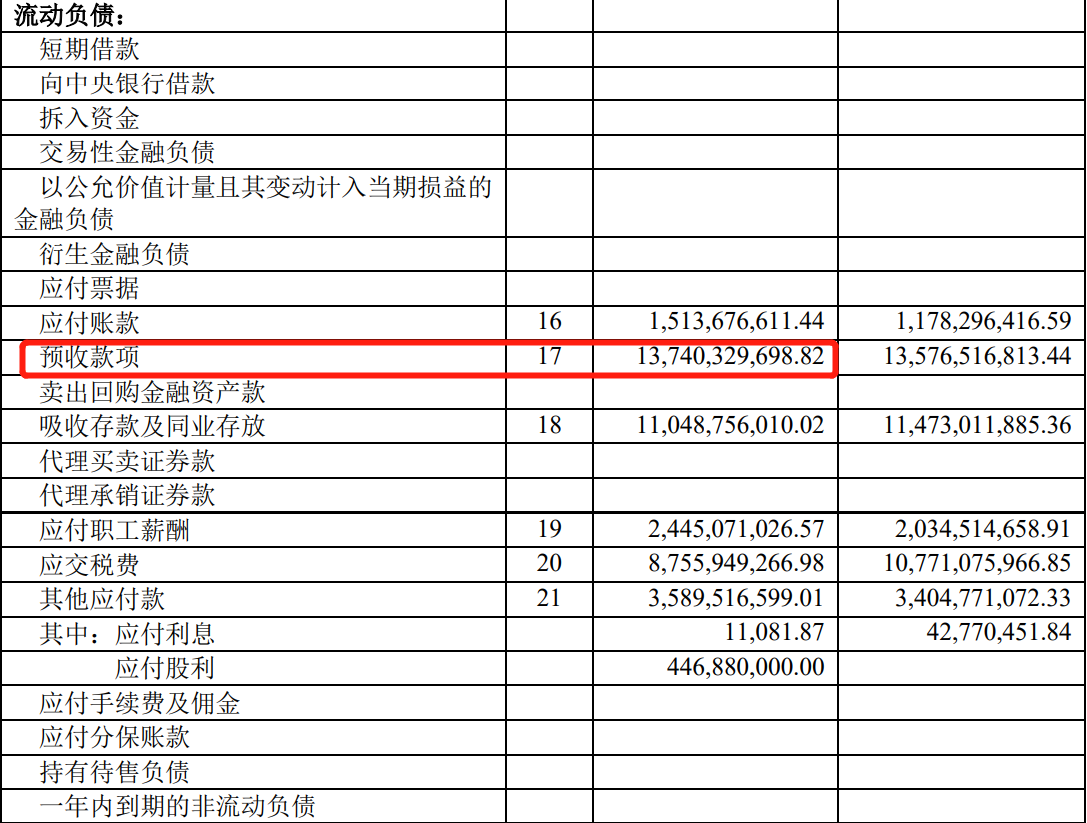 流动负债：
短期借款
向中央银行借款
拆入资金
交易性金融负债
以公允价值计量且其变动计入当期损益的
金融负债
衍生金融负债
应付票据
应付账款 16 1,513,676,611.44 1,178,296,416.59
预收款项 17 13,740,329,698.82 13,576,516,813.44
卖出回购金融资产款
吸收存款及同业存放 18 11,048,756,010.02 11,473,011,885.36
代理买卖证券款
代理承销证券款
应付职工薪酬 19 2,445,071,026.57 2,034,514,658.91
应交税费 20 8,755,949,266.98 10,771,075,966.85
其他应付款 21 3,589,516,599.01 3,404,771,072.33
其中：应付利息 11,081.87 42,770,451.84
应付股利 446,880,000.00
应付手续费及佣金
应付分保账款
持有待售负债
一年内到期的非流动负债